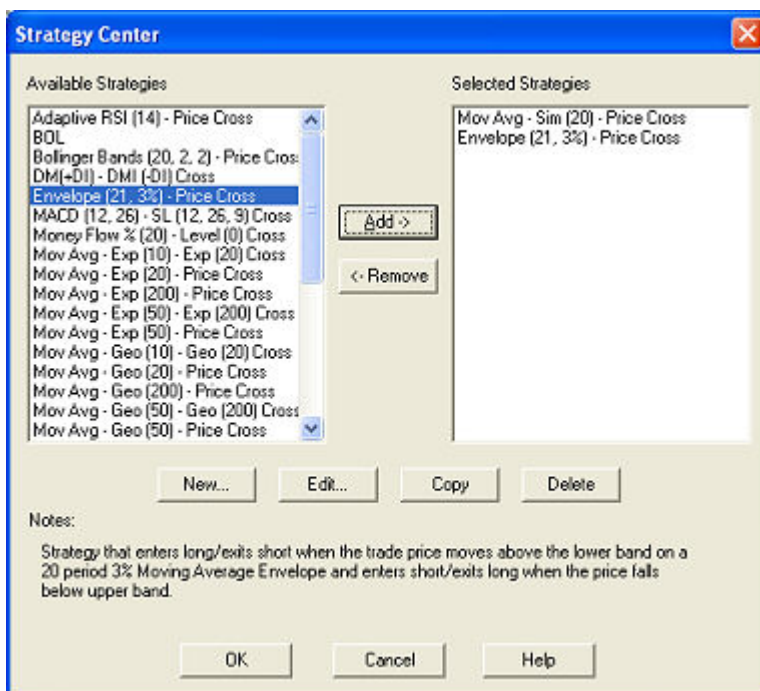 Strategy Center
Available Strategies
Adaptive RSI (14) - Price Cross
BOL
Bolinger Bands (20, 2, 2) - Price Cros
DM(+DI) - DMI (-DI) Cross
Envelope (21, 3%) - Price Cross
MACD (12, 26) - SL (12, 26, 9) Cross
Money Flow % (20) - Level (0) Cross
Mov Avg - Exp (10) - Exp (20) Cross
Mov Avg - Exp (20) - Price Cross
Mov Avg - Exp (200) - Price Cross
Mov Avg - Exp (50) - Exp (200) Cross
Mov Avg - Exp (50) - Price Cross
Mov Avg - Geo (10) - Geo (20) Cross
Mov Avg - Geo (20) - Price Cross
Mov Avg - Geo (200) - Price Cross
Mov Avg - Geo (50) - Geo (200) Cross
Mov Avg - Geo (50) - Price Cross
Add ->
<- Remove
Selected Strategies
Mov Avg - Sim (20) - Price Cross
Envelope (21, 3%) - Price Cross
New...
Edit...
Copy
Delete
Notes:
Strategy that enters long/exits short when the trade price moves above the lower band on a
20 period 3% Moving Average Envelope and enters short/exits long when the price falls
below upper band.
OK
Cancel
Help